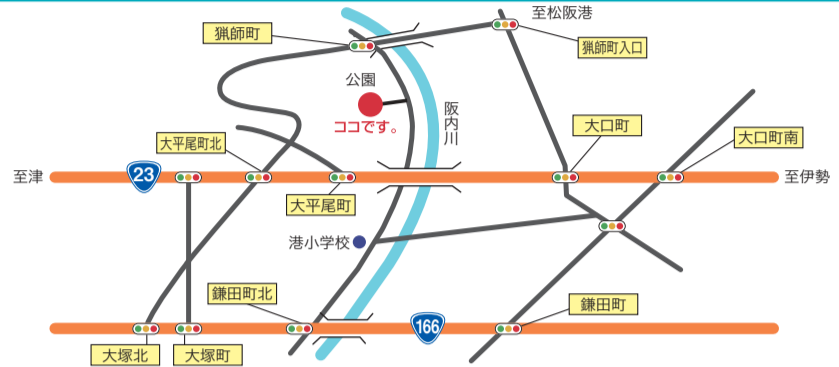 至松阪港
猟師町
猟師町入口
公園
ココです。
阪内川
大口町
大口町南
大平尾町北
至津
23
至伊勢
大平尾町
港小学校
鎌田町北
鎌田町
166
大塚北
大塚町